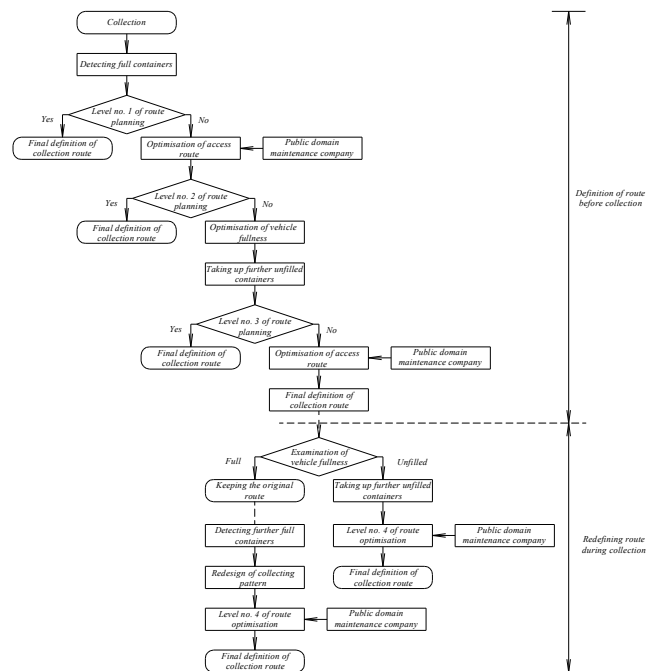 Collection
Detecting full containers
Level no. 1 of route
planning
Yes
No
Final definition of
collection route
Optimisation of access
route
Public domain
maintenance company
Level no. 2 of route
planning
Yes
No
Final definition of
collection route
Optimisation of vehicle
fullness
Definition of route
before collection
Taking up further unfilled
containers
Level no. 3 of route
planning
Yes
No
Final definition of
collection route
Optimisation of access
route
Public domain
maintenance company
Final definition of
collection route
Examination of
vehicle fullness
Full
Unfilled
Keeping the original
route
Taking up further unfilled
containers
Detecting further full
containers
Level no. 4 of route
optimisation
Public domain
maintenance company
Redefining route
during collection
Redesign of collecting
pattern
Final definition of
collection route
Level no. 4 of route
optimisation
Public domain
maintenance company
Final definition of
collection route